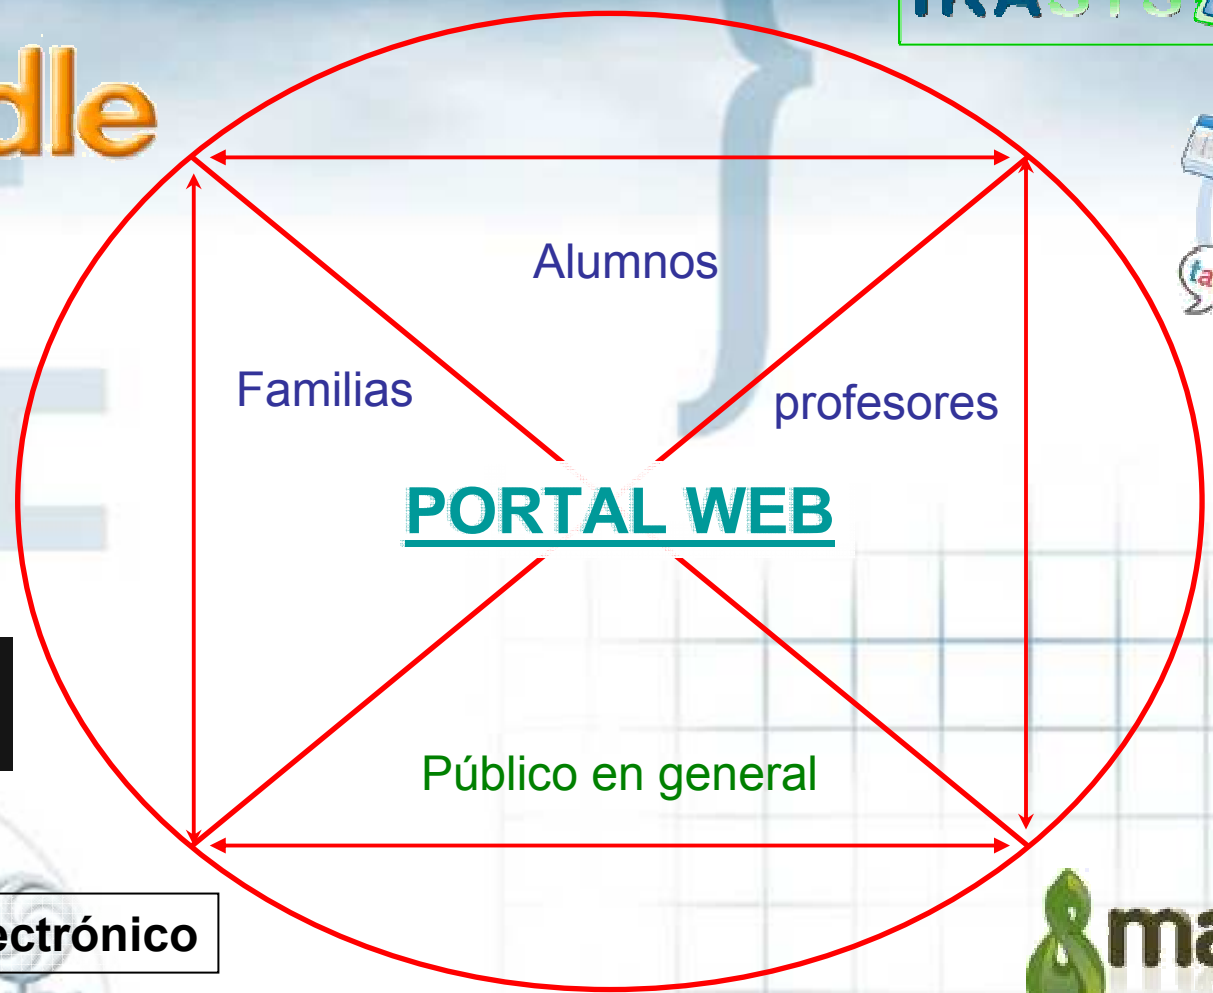 dle
Alumnos
Familias
profesores
PORTAL WEB
Público en general
ectrónico
ma